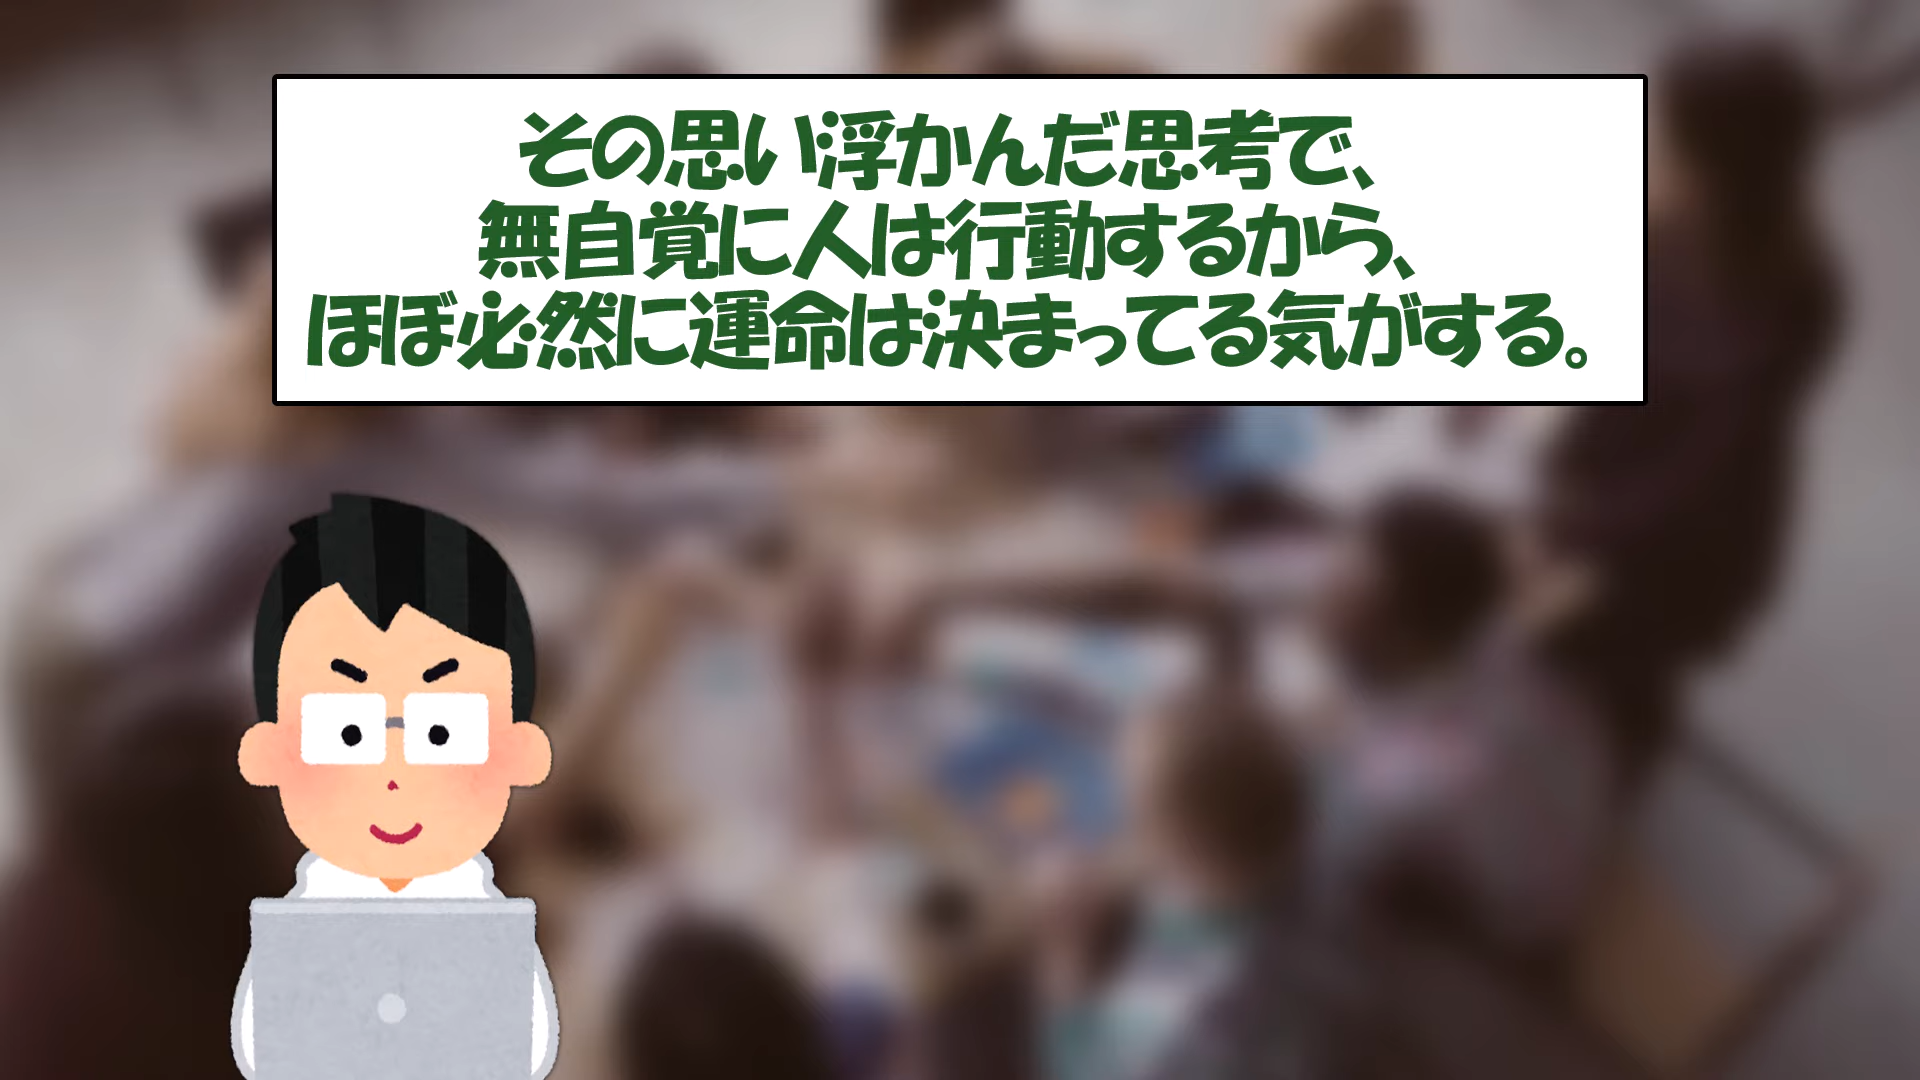 その思い浮かんだ思考で、
無自覚に人は行動するから、
ほぼ必然に運命は決まってる気がする。